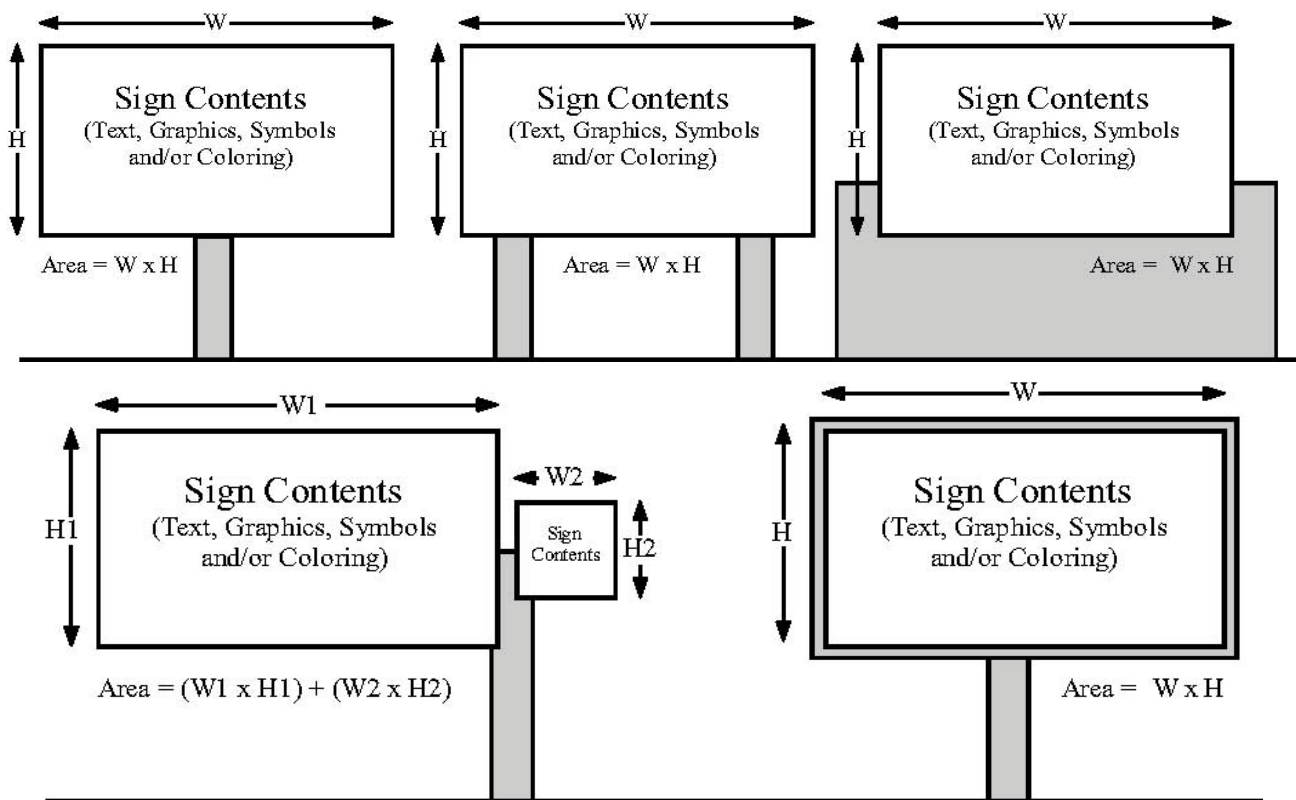 W
W
W
H
Sign Contents
(Text, Graphics, Symbols
and/or Coloring)
H
Sign Contents
(Text, Graphics, Symbols
and/or Coloring)
H
Sign Contents
(Text, Graphics, Symbols
and/or Coloring)
Area = W x H
Area = W x H
Area = W x H
W1
H1
Sign Contents
(Text, Graphics, Symbols
and/or Coloring)
W2
Sign
Contents
H2
Area = (W1 x H1) + (W2 x H2)
W
H
Sign Contents
(Text, Graphics, Symbols
and/or Coloring)
Area = W x H